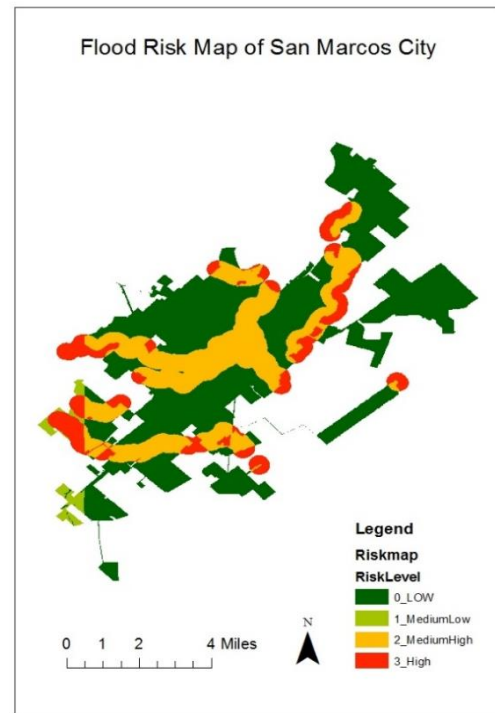 Flood Risk Map of San Marcos City
Legend
Riskmap
RiskLevel
0_LOW
1_MediumLow
2_MediumHigh
3_High
N
0 1 2 4 Miles